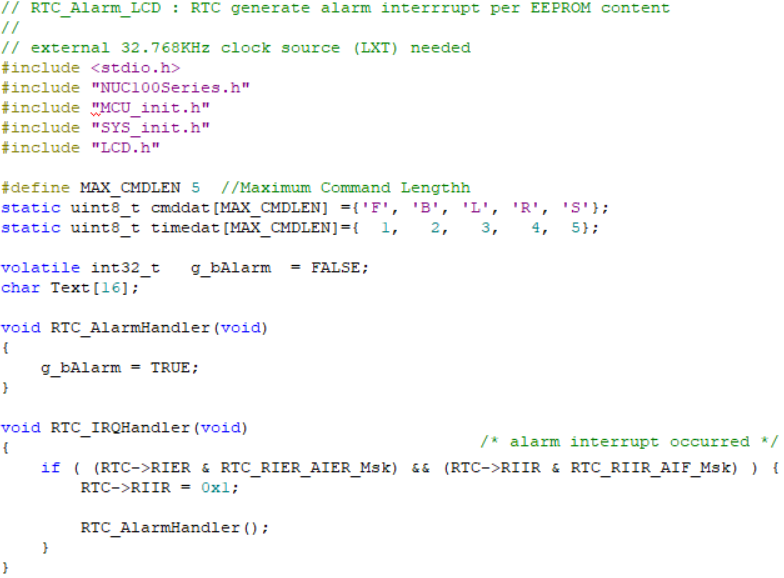 // RTC_Alarm_LCD : RTC generate alarm interrrupt per EEPROM content
//
// external 32.768KHz clock source (LXT) needed
#include <stdio.h>
#include "NUC100Series.h"
#include "MCU_init.h"
#include "SYS_init.h"
#include "LCD.h"
#define MAX_CMDLEN 5  //Maximum Command Lengthh
static uint8_t cmddat[MAX_CMDLEN] ={'F', 'B', 'L', 'R', 'S'};
static uint8_t timedat[MAX_CMDLEN]={  1,   2,   3,   4,  5};
volatile int32_t   g_bAlarm  = FALSE;
char Text[16];
void RTC_AlarmHandler(void)
{
    g_bAlarm = TRUE;
}
void RTC_IRQHandler(void)
{                                               /* alarm interrupt occurred */
    if ( (RTC->RIER & RTC_RIER_AIER_Msk) && (RTC->RIIR & RTC_RIIR_AIF_Msk) ) {
        RTC->RIIR = 0x1;
        RTC_AlarmHandler();
    }
}